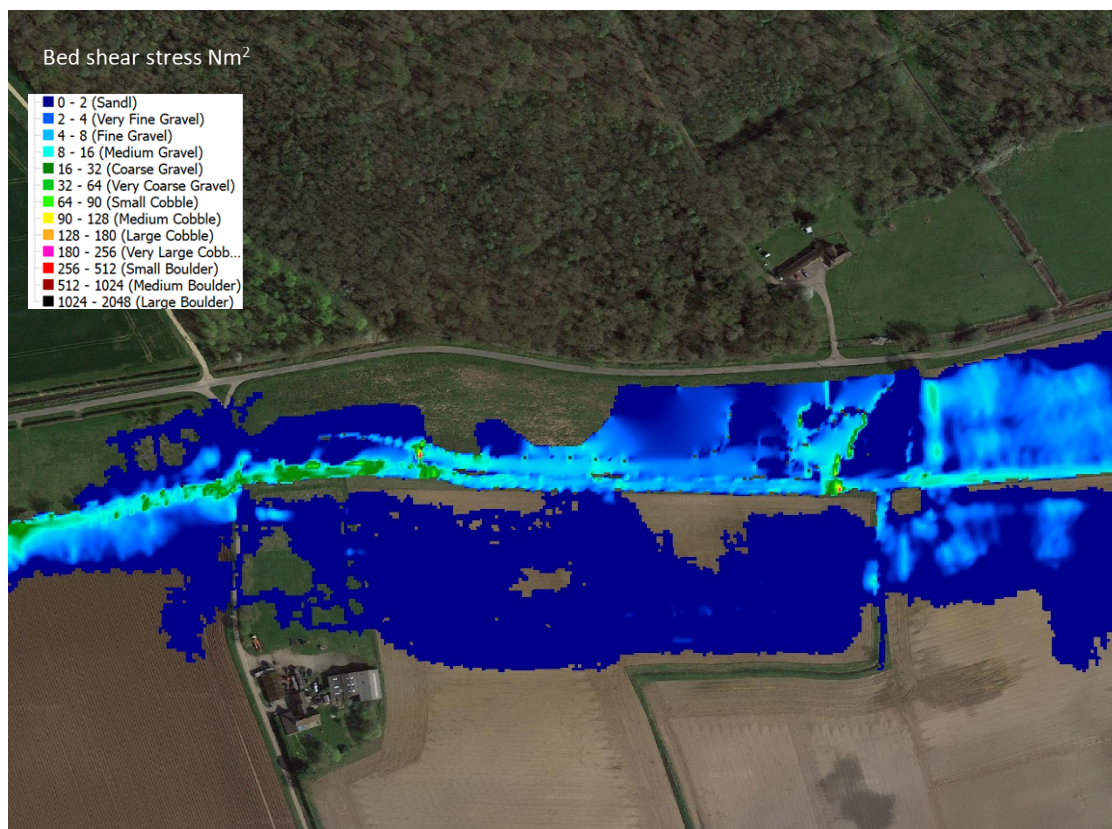 Bed shear stress Nm²
0 - 2 (Sandl)
2 - 4 (Very Fine Gravel)
4 - 8 (Fine Gravel)
8 - 16 (Medium Gravel)
16 - 32 (Coarse Gravel)
32 - 64 (Very Coarse Gravel)
64 - 90 (Small Cobble)
90 - 128 (Medium Cobble)
128 - 180 (Large Cobble)
180 - 256 (Very Large Cobb...
256 - 512 (Small Boulder)
512 - 1024 (Medium Boulder)
1024 - 2048 (Large Boulder)